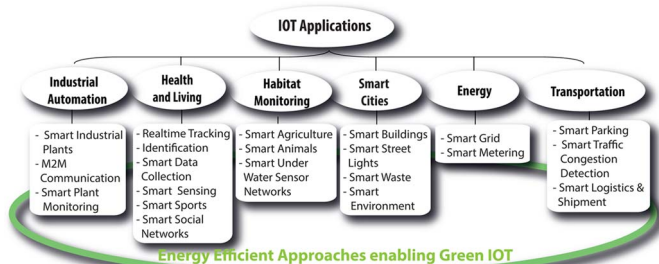 IOT Applications
Industrial
Automation
- Smart Industrial
Plants
- M2M
Communication
- Smart Plant
Monitoring
Health
and Living
- Realtime Tracking
- Identification
- Smart Data
Collection
- Smart Sensing
- Smart Sports
- Smart Social
Networks
Habitat
Monitoring
- Smart Agriculture
- Smart Animals
- Smart Under
Water Sensor
Networks
Smart
Cities
- Smart Buildings
- Smart Street
Lights
- Smart Waste
- Smart
Environment
Energy
- Smart Grid
- Smart Metering
Transportation
- Smart Parking
- Smart Traffic
Congestion
Detection
- Smart Logistics &
Shipment
Energy Efficient Approaches enabling Green IOT